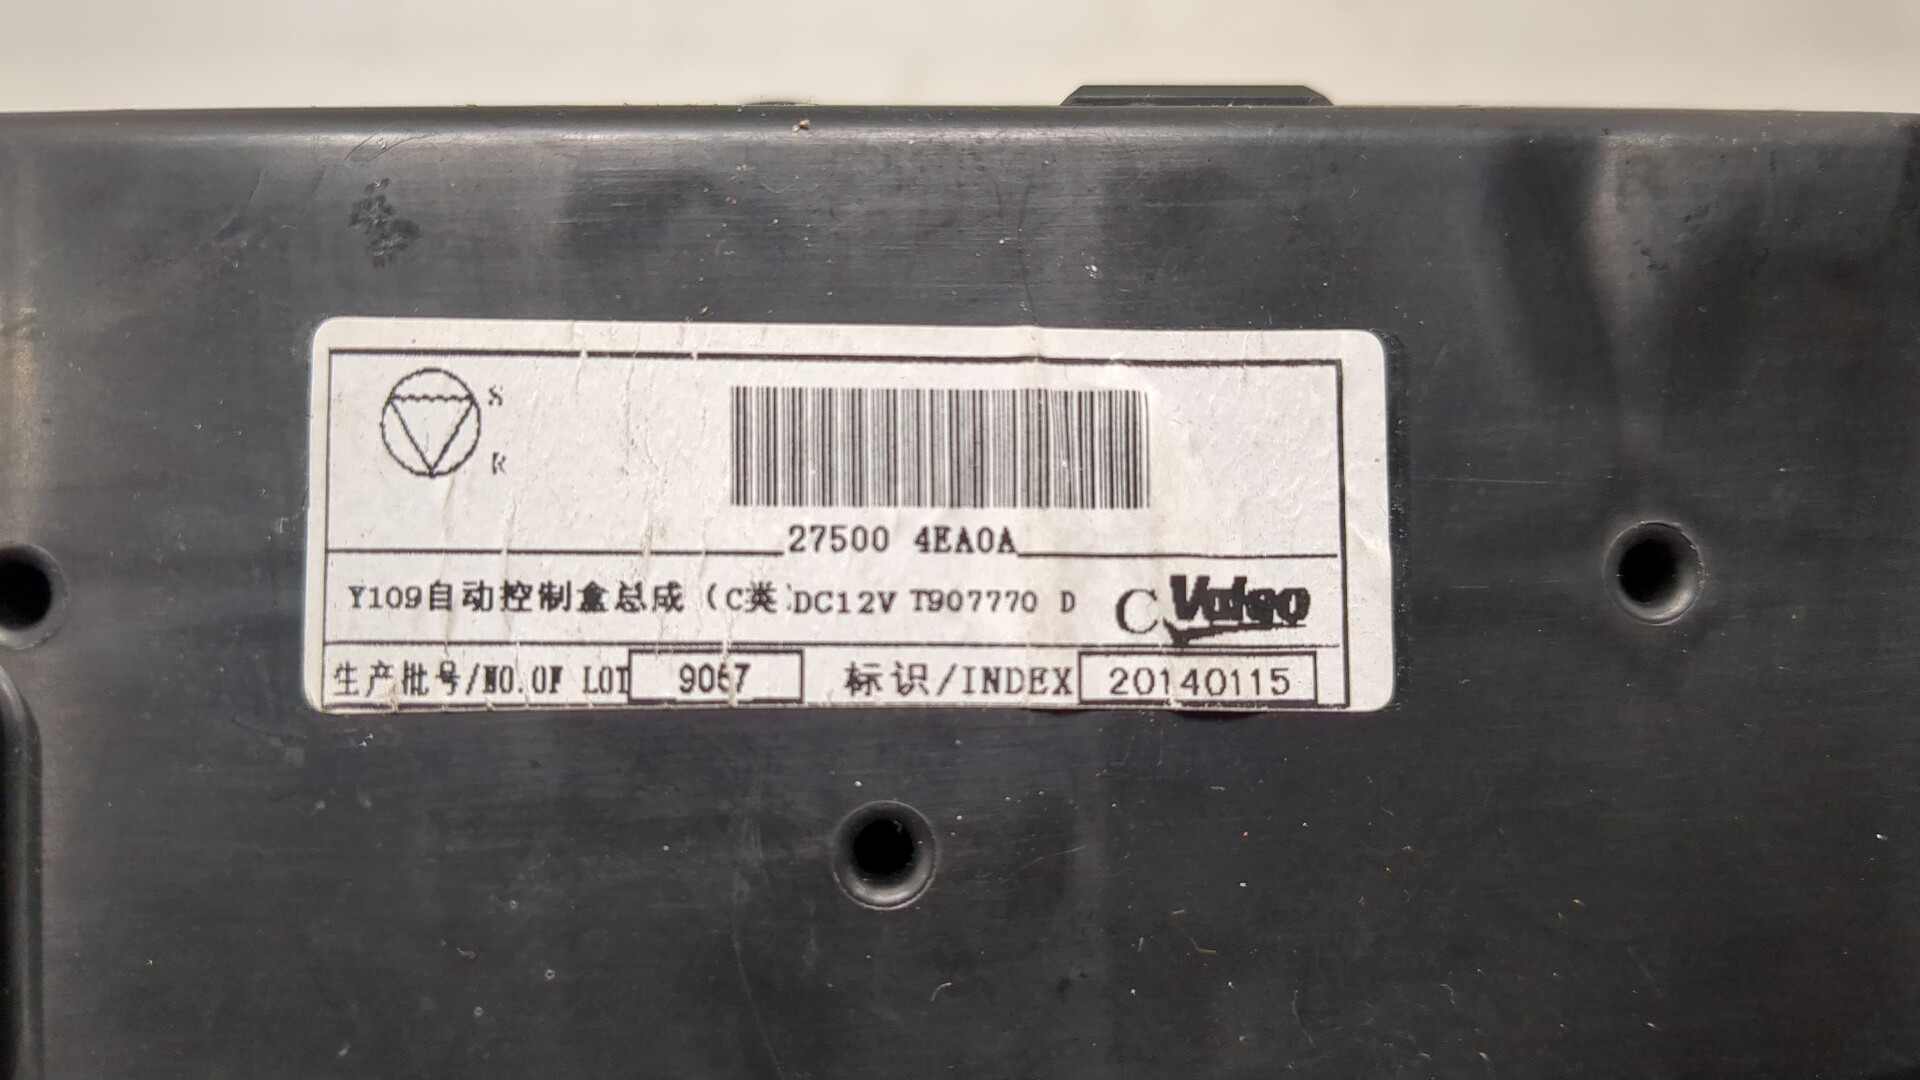 S
R
27500 4EA0A
Y109自动控制盒总成(C类)DC12V T907770 D C Valeo
生产批号/NO.OF LOT 9067 标识/INDEX 20140115